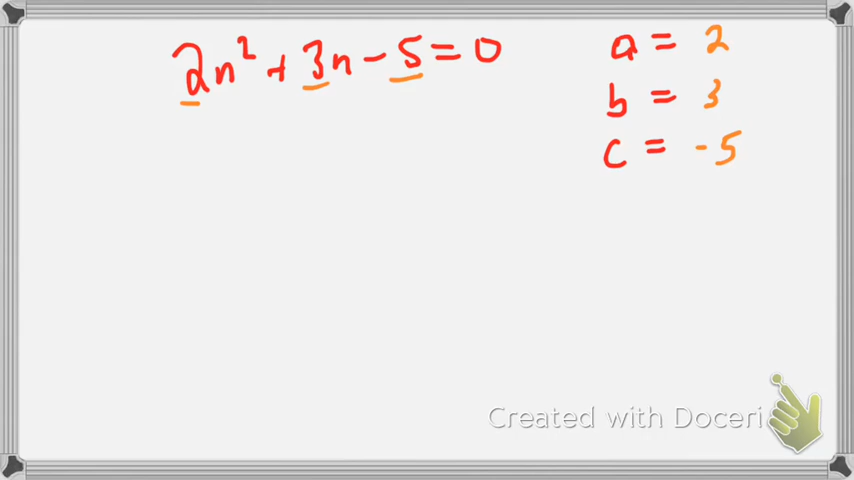 2n² + 3n - 5 = 0
a = 2
b = 3
c = -5
Created with Doceri